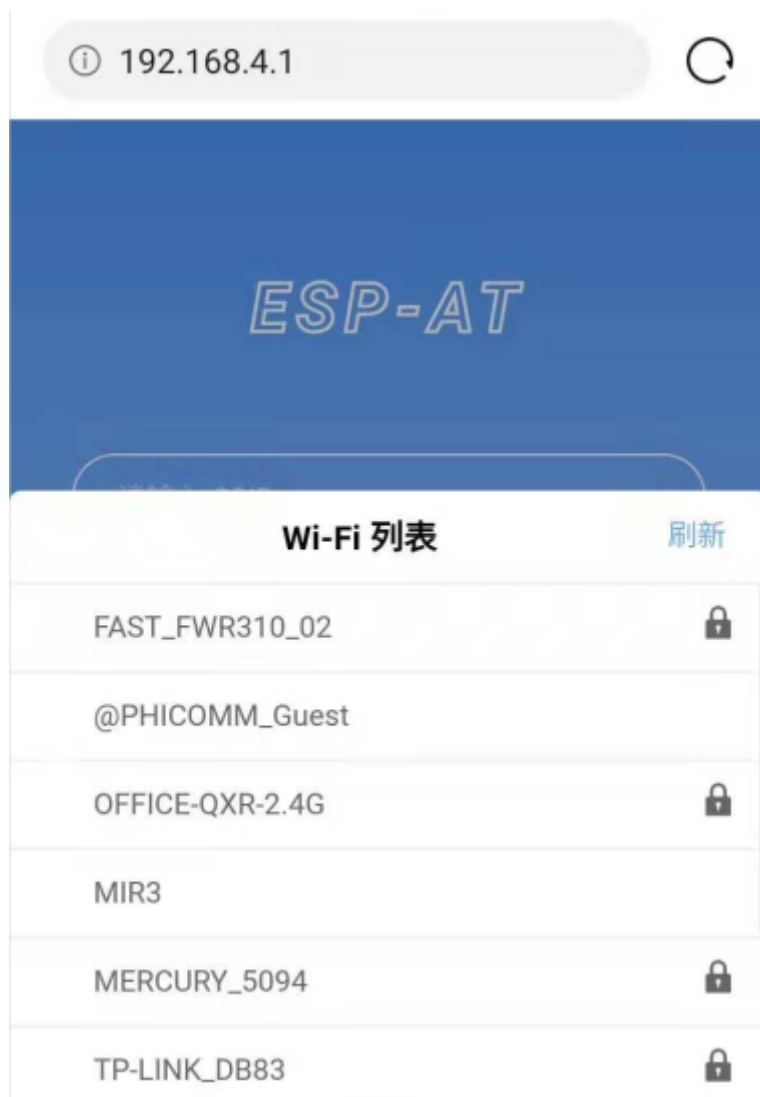 192.168.4.1
ESP-AT
Wi-Fi 列表
刷新
FAST_FWR310_02
@PHICOMM_Guest
OFFICE-QXR-2.4G
MIR3
MERCURY_5094
TP-LINK_DB83